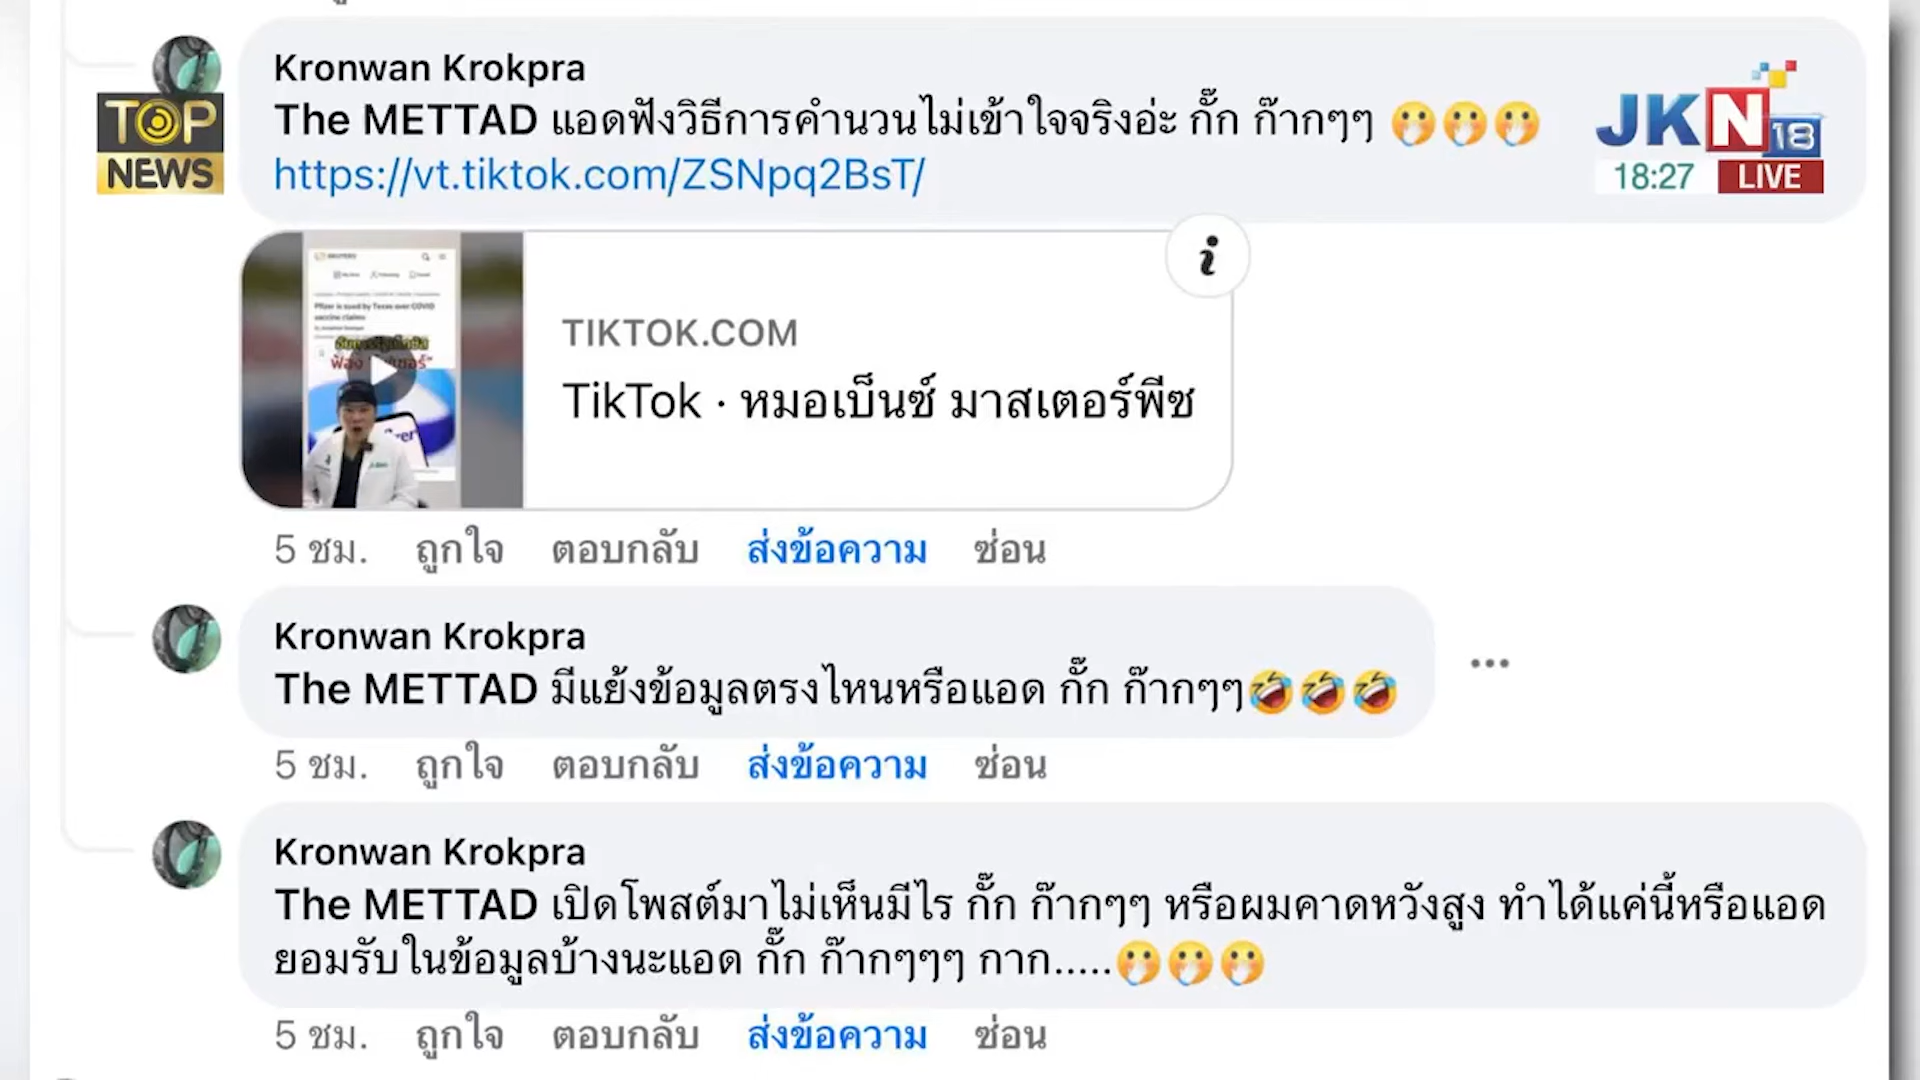 Kronwan Krokpra
The METTAD แอดฟังวิธีการคำนวนไม่เข้าใจจริงอ่ะ กั๊ก ก๊ากๆๆ
https://vt.tiktok.com/ZSNpq2BsT/
TOP
NEWS
JKN18
18:27 LIVE
Pfizer is sued by Texas over COVID
vaccine claims
TIKTOK.COM
TikTok · หมอเบ็นซ์ มาสเตอร์พีซ
5 ชม. ถูกใจ ตอบกลับ ส่งข้อความ ซ่อน
Kronwan Krokpra
The METTAD มีแย้งข้อมูลตรงไหนหรือแอด กั๊ก ก๊ากๆๆ🤣🤣🤣
5 ชม. ถูกใจ ตอบกลับ ส่งข้อความ ซ่อน
Kronwan Krokpra
The METTAD เปิดโพสต์มาไม่เห็นมีไร กั๊ก ก๊ากๆๆ หรือผมคาดหวังสูง ทำได้แค่นี้หรือแอด
ยอมรับในข้อมูลบ้างนะแอด กั๊ก ก๊ากๆๆๆ กาก.....
5 ชม. ถูกใจ ตอบกลับ ส่งข้อความ ซ่อน